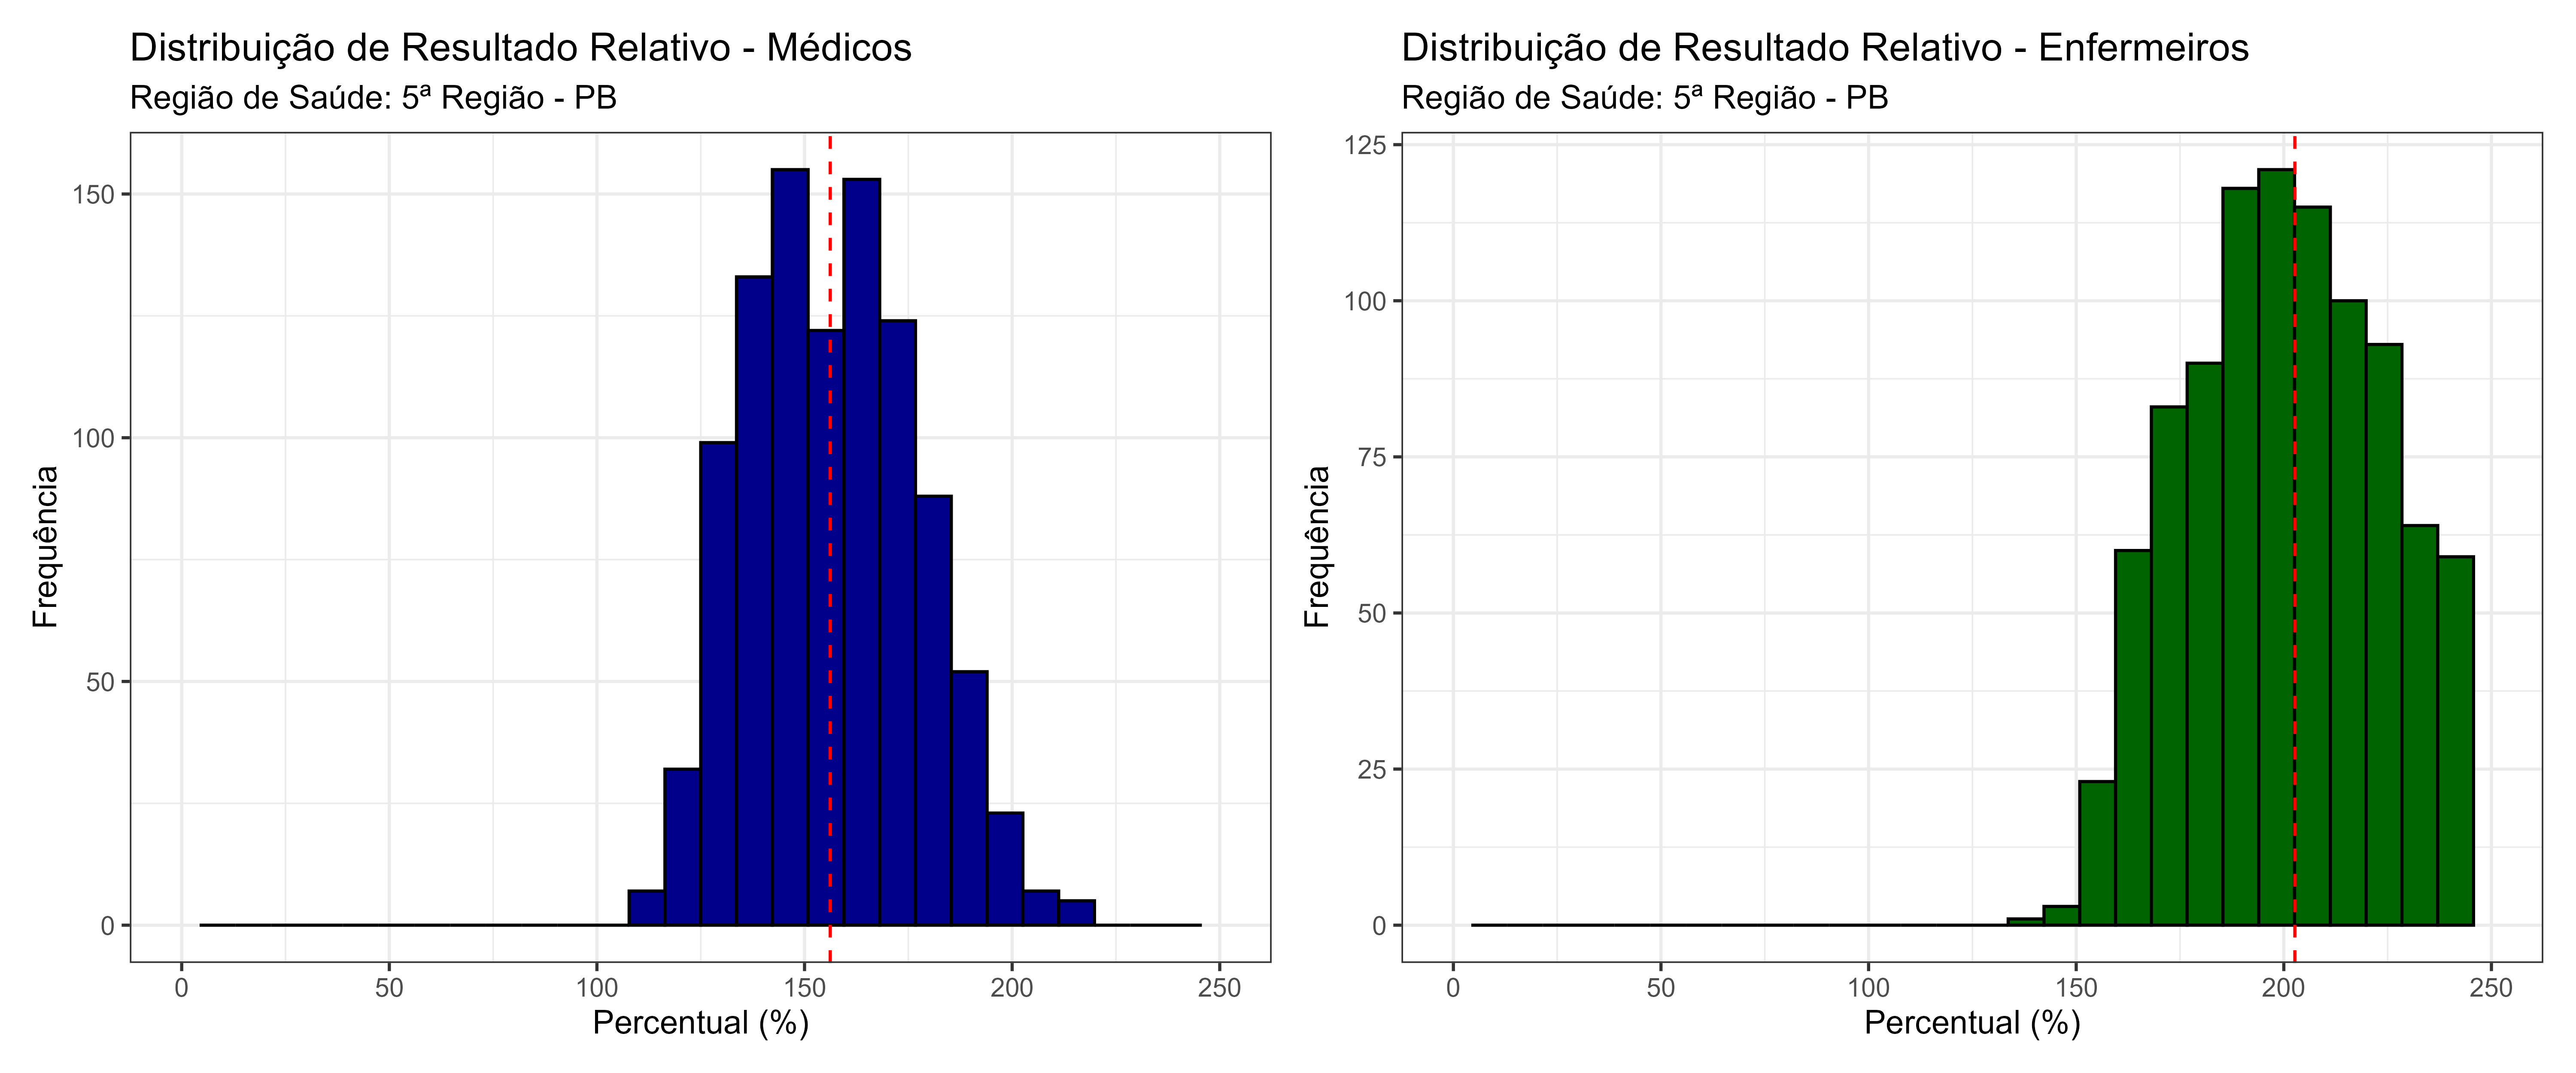 Distribuição de Resultado Relativo - Médicos
Região de Saúde: 5ª Região - PB
150
100
50
0
Frequência
0 50 100 150 200 250
Percentual (%)
Distribuição de Resultado Relativo - Enfermeiros
Região de Saúde: 5ª Região - PB
125
100
75
50
25
0
Frequência
0 50 100 150 200 250
Percentual (%)